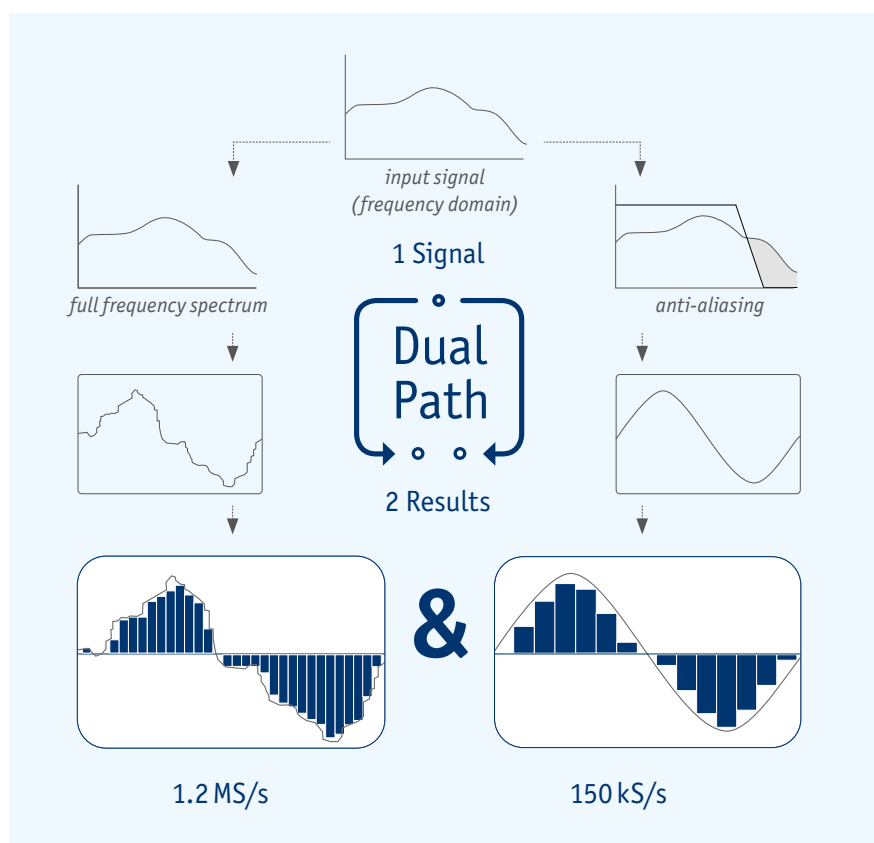 input signal
(frequency domain)
full frequency spectrum
1 Signal
anti-aliasing
Dual
Path
2 Results
&
1.2 MS/s
150 kS/s